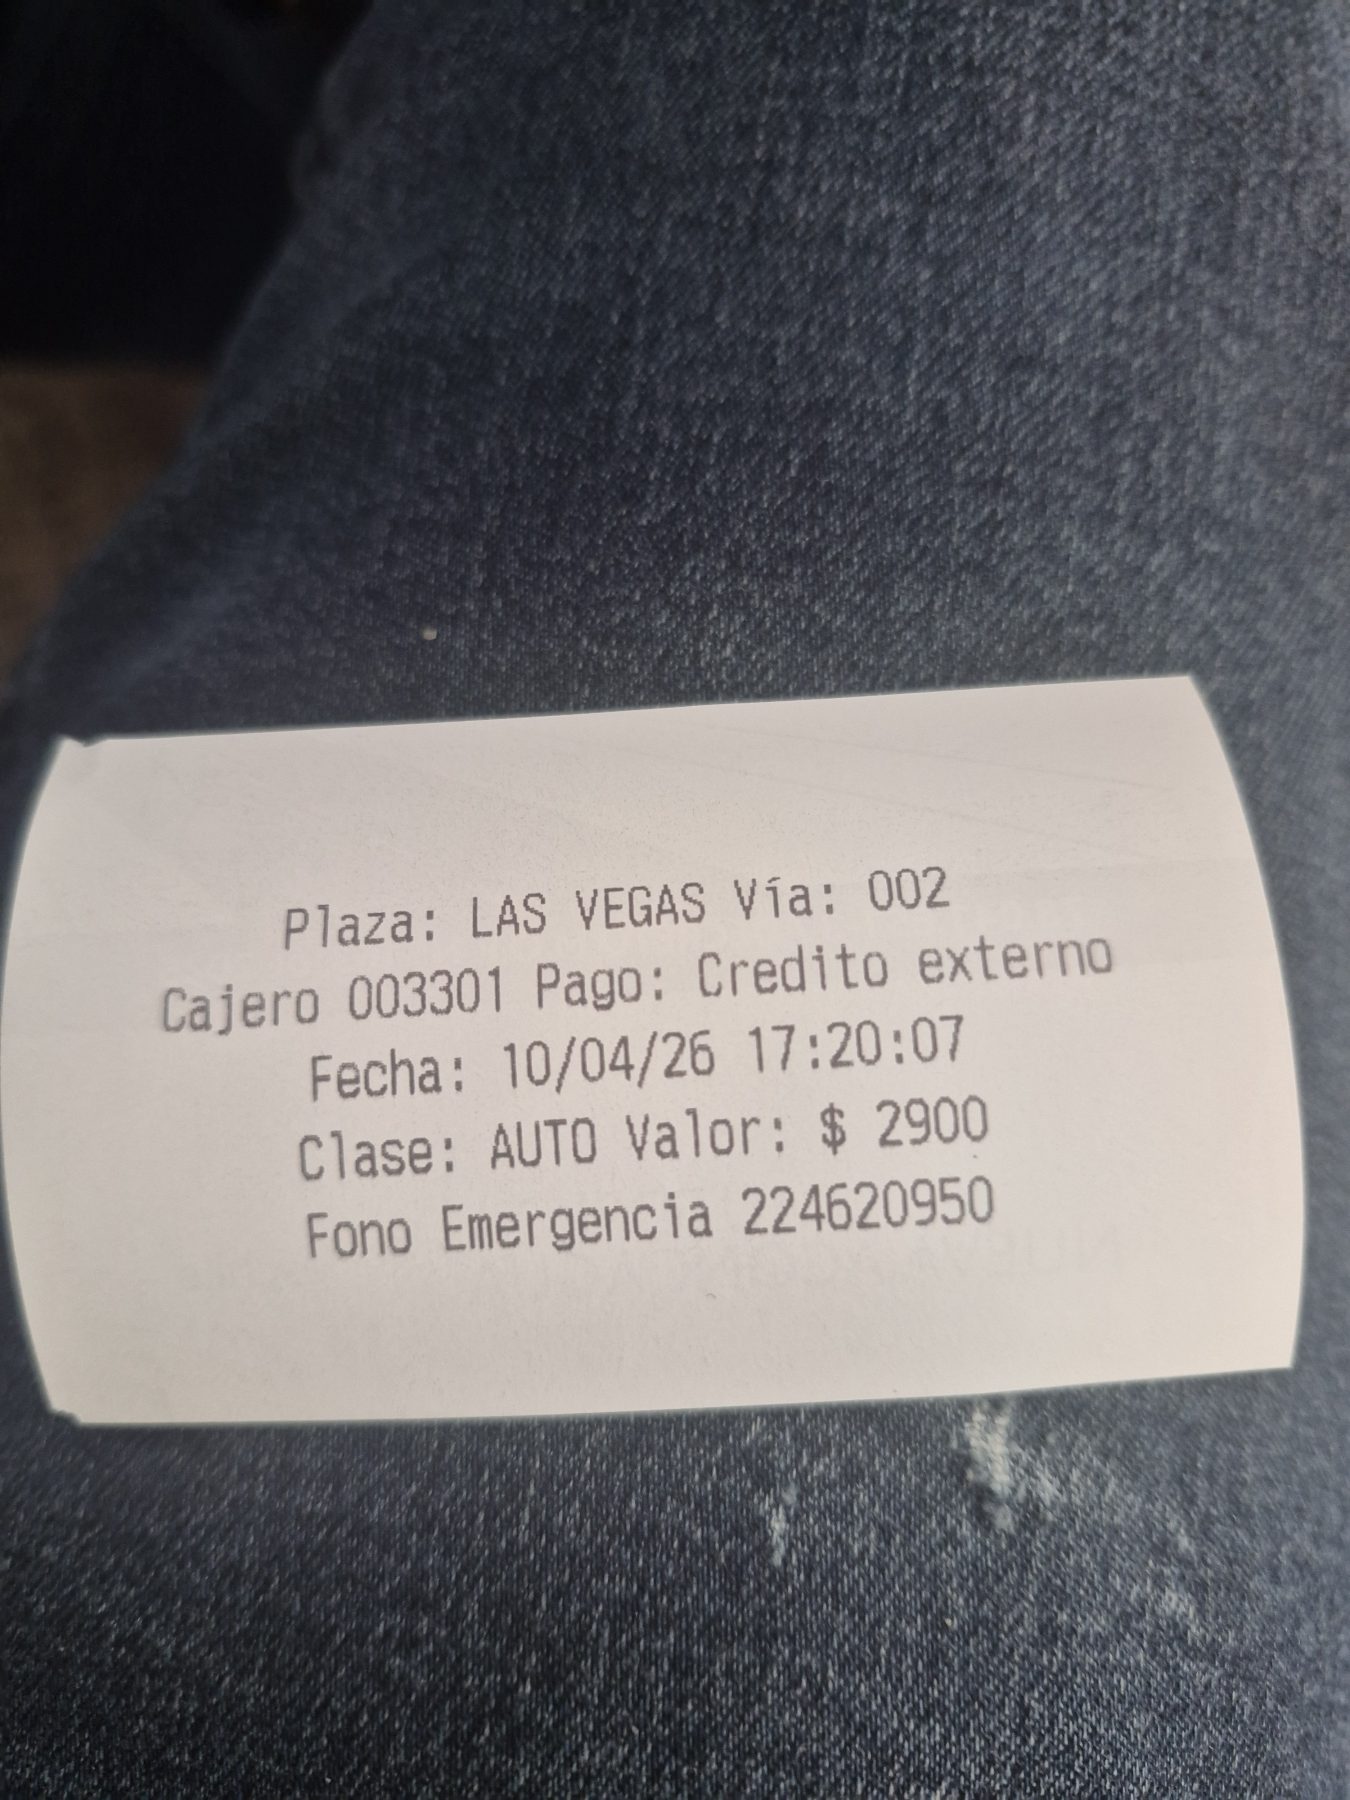 Plaza: LAS VEGAS Vía: 002
Cajero 003301 Pago: Credito externo
Fecha: 10/04/26 17:20:07
Clase: AUTO Valor: $ 2900
Fono Emergencia 224620950